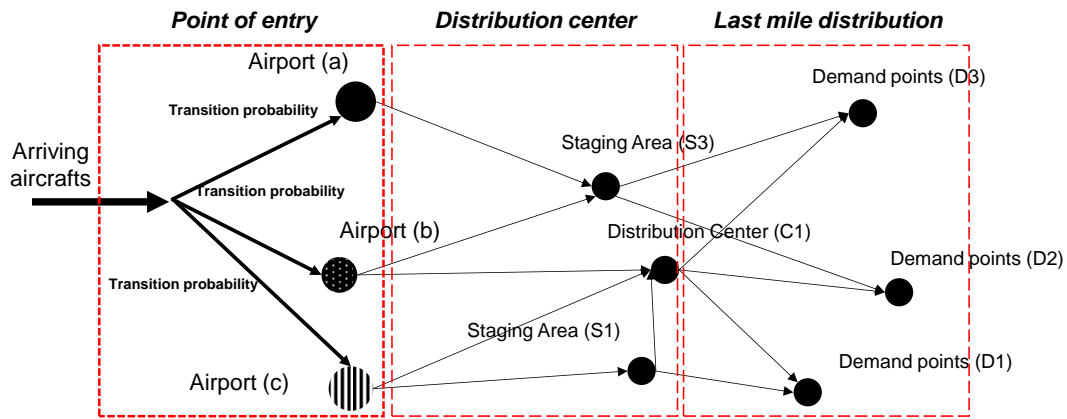 Point of entry
Distribution center
Last mile distribution
Airport (a)
Demand points (D3)
Transition probability
Staging Area (S3)
Arriving
aircrafts
Transition probability
Airport (b)
Distribution Center (C1)
Demand points (D2)
Transition probability
Staging Area (S1)
Airport (c)
Demand points (D1)